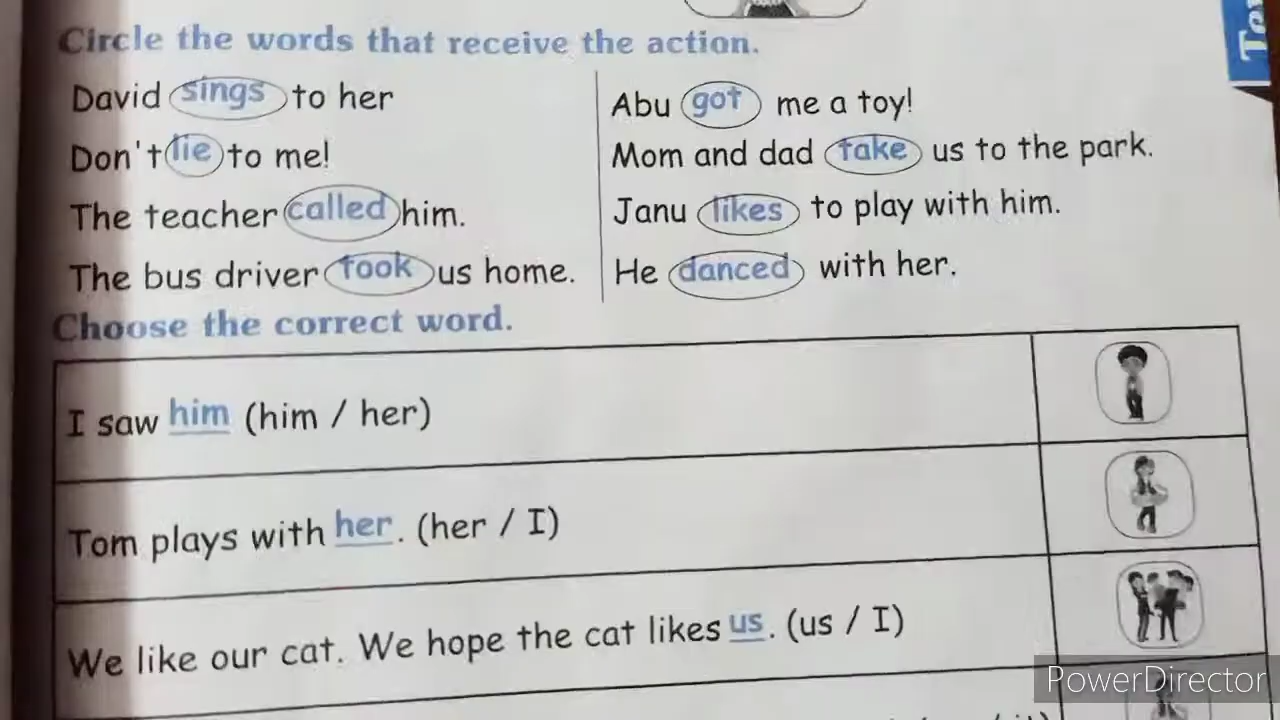 Circle the words that receive the action.
David sings to her
Don't lie to me!
The teacher called him.
The bus driver took us home.
Abu got me a toy!
Mom and dad take us to the park.
Janu likes to play with him.
He danced with her.
Choose the correct word.
I saw him (him / her)
Tom plays with her. (her / I)
We like our cat. We hope the cat likes us. (us / I)
PowerDirector